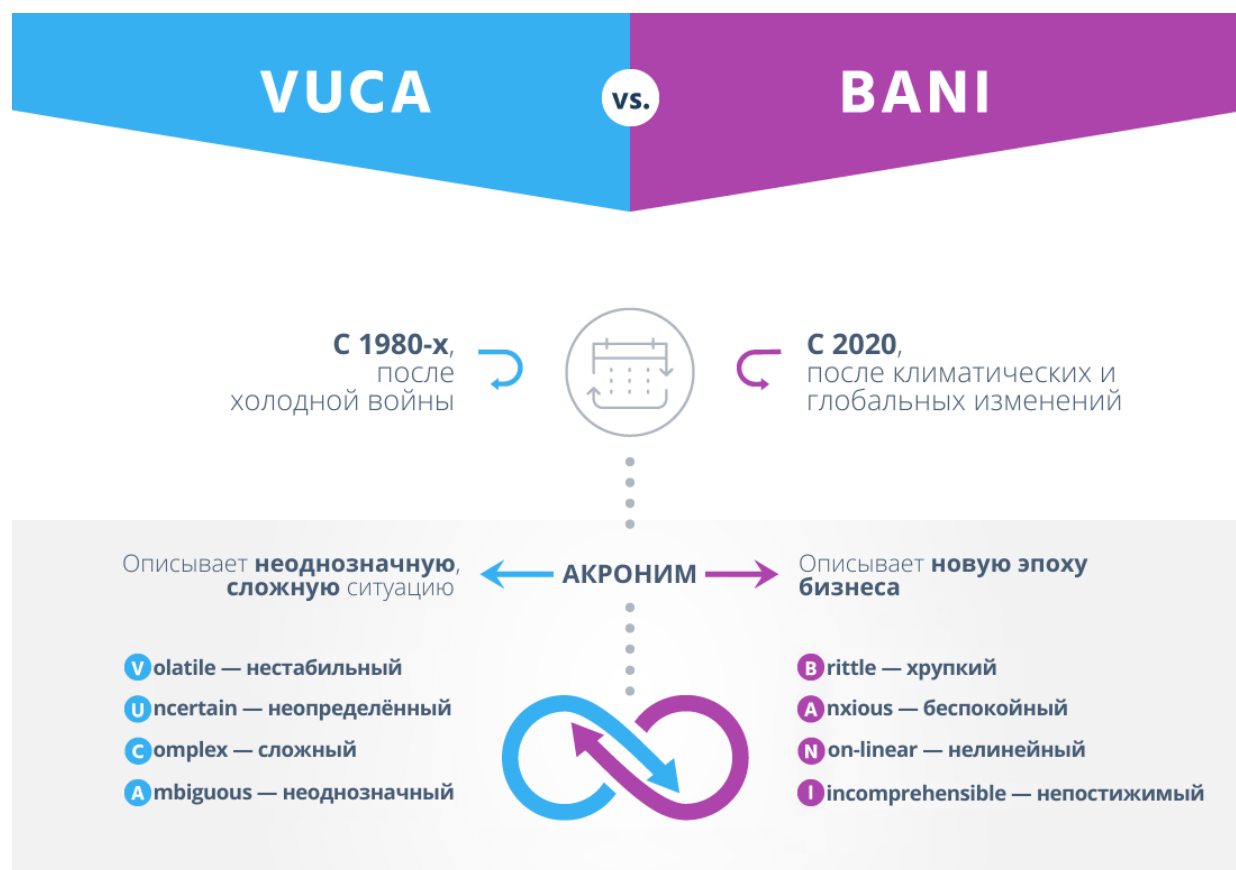 VUCA
vs.
BANI
С 1980-х,
после
холодной войны
С 2020,
после климатических и
глобальных изменений
Описывает неоднозначную,
сложную ситуацию
АКРОНИМ
Описывает новую эпоху
бизнеса
Volatile — нестабильный
Uncertain — неопределённый
Complex — сложный
Ambiguous — неоднозначный
Brittle — хрупкий
Anxious — беспокойный
Non-linear — нелинейный
Iincomprehensible — непостижимый